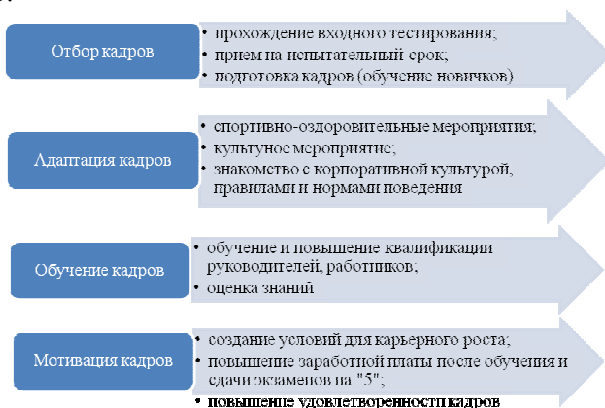 Отбор кадров
• прохождение входного тестирования;
• прием на испытательный срок;
• подготовка кадров (обучение новичков)
Адаптация кадров
• спортивно-оздоровительные мероприятия;
• культуное мероприятие;
• знакомство с корпоративной культурой,
правилами и нормами поведения
Обучение кадров
• обучение и повышение квалификации
руководителей, работников;
• оценка знаний
Мотивация кадров
• создание условий для карьерного роста;
• повышение заработной платы после обучения и
сдачи экзаменов на "5";
• повышение удовлетворенности кадров